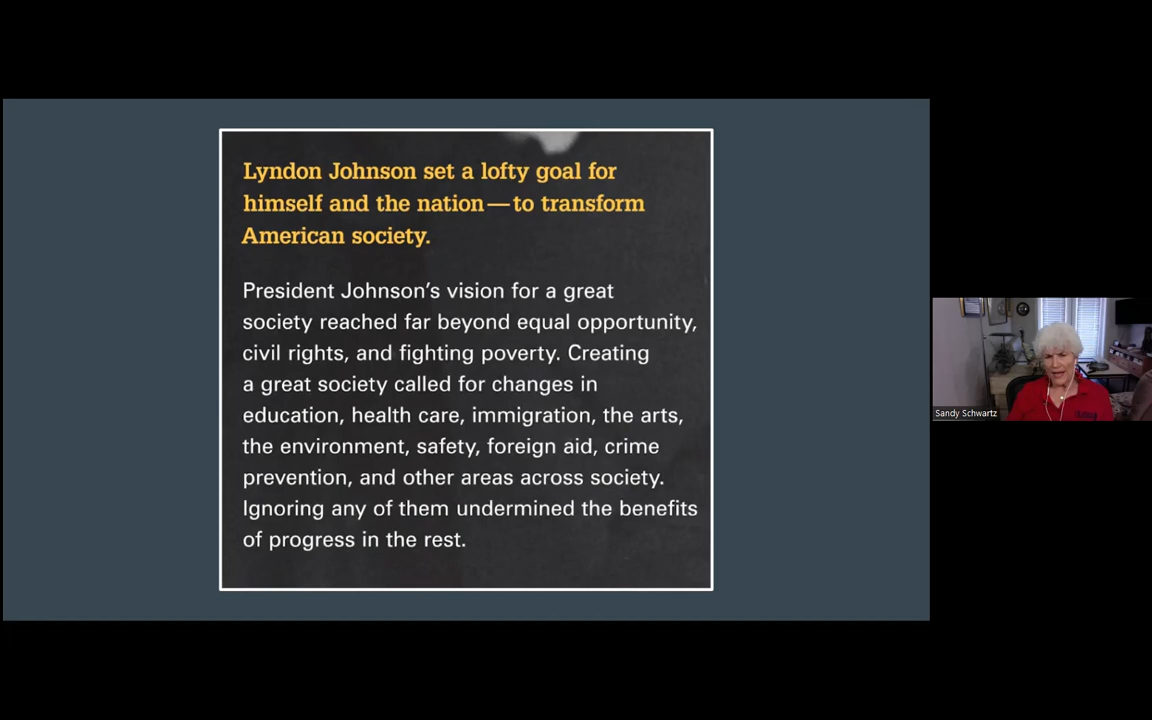 Lyndon Johnson set a lofty goal for
himself and the nation—to transform
American society.
President Johnson's vision for a great
society reached far beyond equal opportunity,
civil rights, and fighting poverty. Creating
a great society called for changes in
education, health care, immigration, the arts,
the environment, safety, foreign aid, crime
prevention, and other areas across society.
Ignoring any of them undermined the benefits
of progress in the rest.
Sandy Schwartz